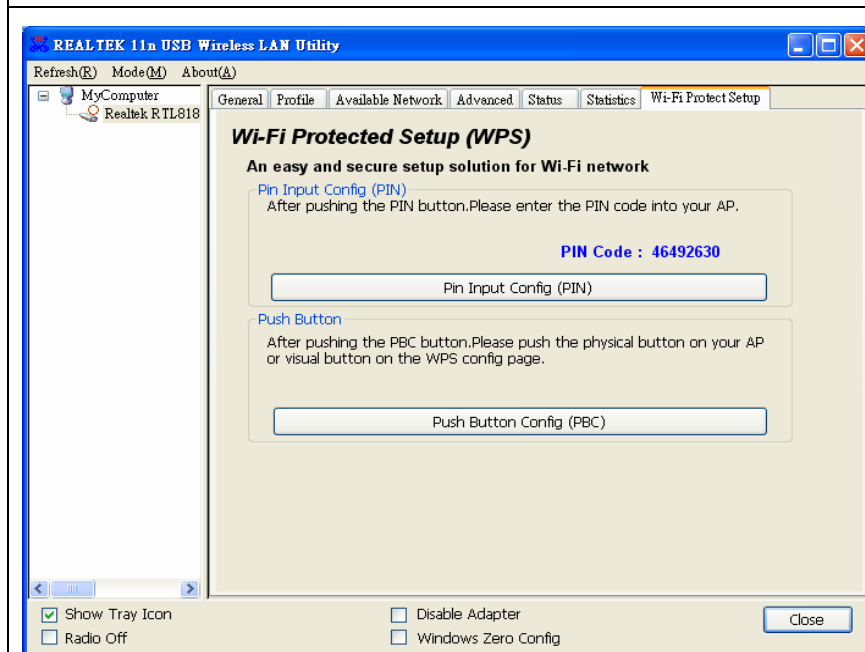 REALTEK 11n USB Wireless LAN Utility
Refresh(R) Mode(M) About(A)
MyComputer
Realtek RTL818
General Profile Available Network Advanced Status Statistics Wi-Fi Protect Setup
Wi-Fi Protected Setup (WPS)
An easy and secure setup solution for Wi-Fi network
Pin Input Config (PIN)
After pushing the PIN button.Please enter the PIN code into your AP.
PIN Code : 46492630
Pin Input Config (PIN)
Push Button
After pushing the PBC button.Please push the physical button on your AP
or visual button on the WPS config page.
Push Button Config (PBC)
Show Tray Icon
Disable Adapter
Close
Radio Off
Windows Zero Config